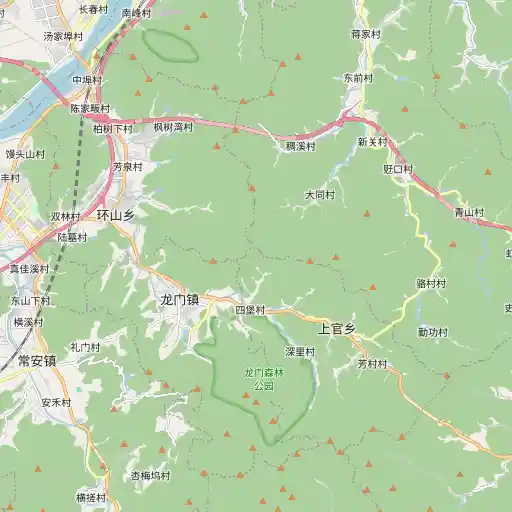 长春村
南峰村
汤家埠村
蒋家村
中埠村
东前村
陈家畈村
柏树下村
枫树湾村
稠溪村
新关村
馒头山村
芳泉村
贬口村
丰村
大同村
双林村
环山乡
青山村
陆墓村
虹
真佳溪村
骆村村
东山下村
龙门镇
四堡村
史
横溪村
上官乡
勤功村
礼门村
深里村
常安镇
芳村村
龙门森林
公园
安禾村
杏梅坞村
横搓村